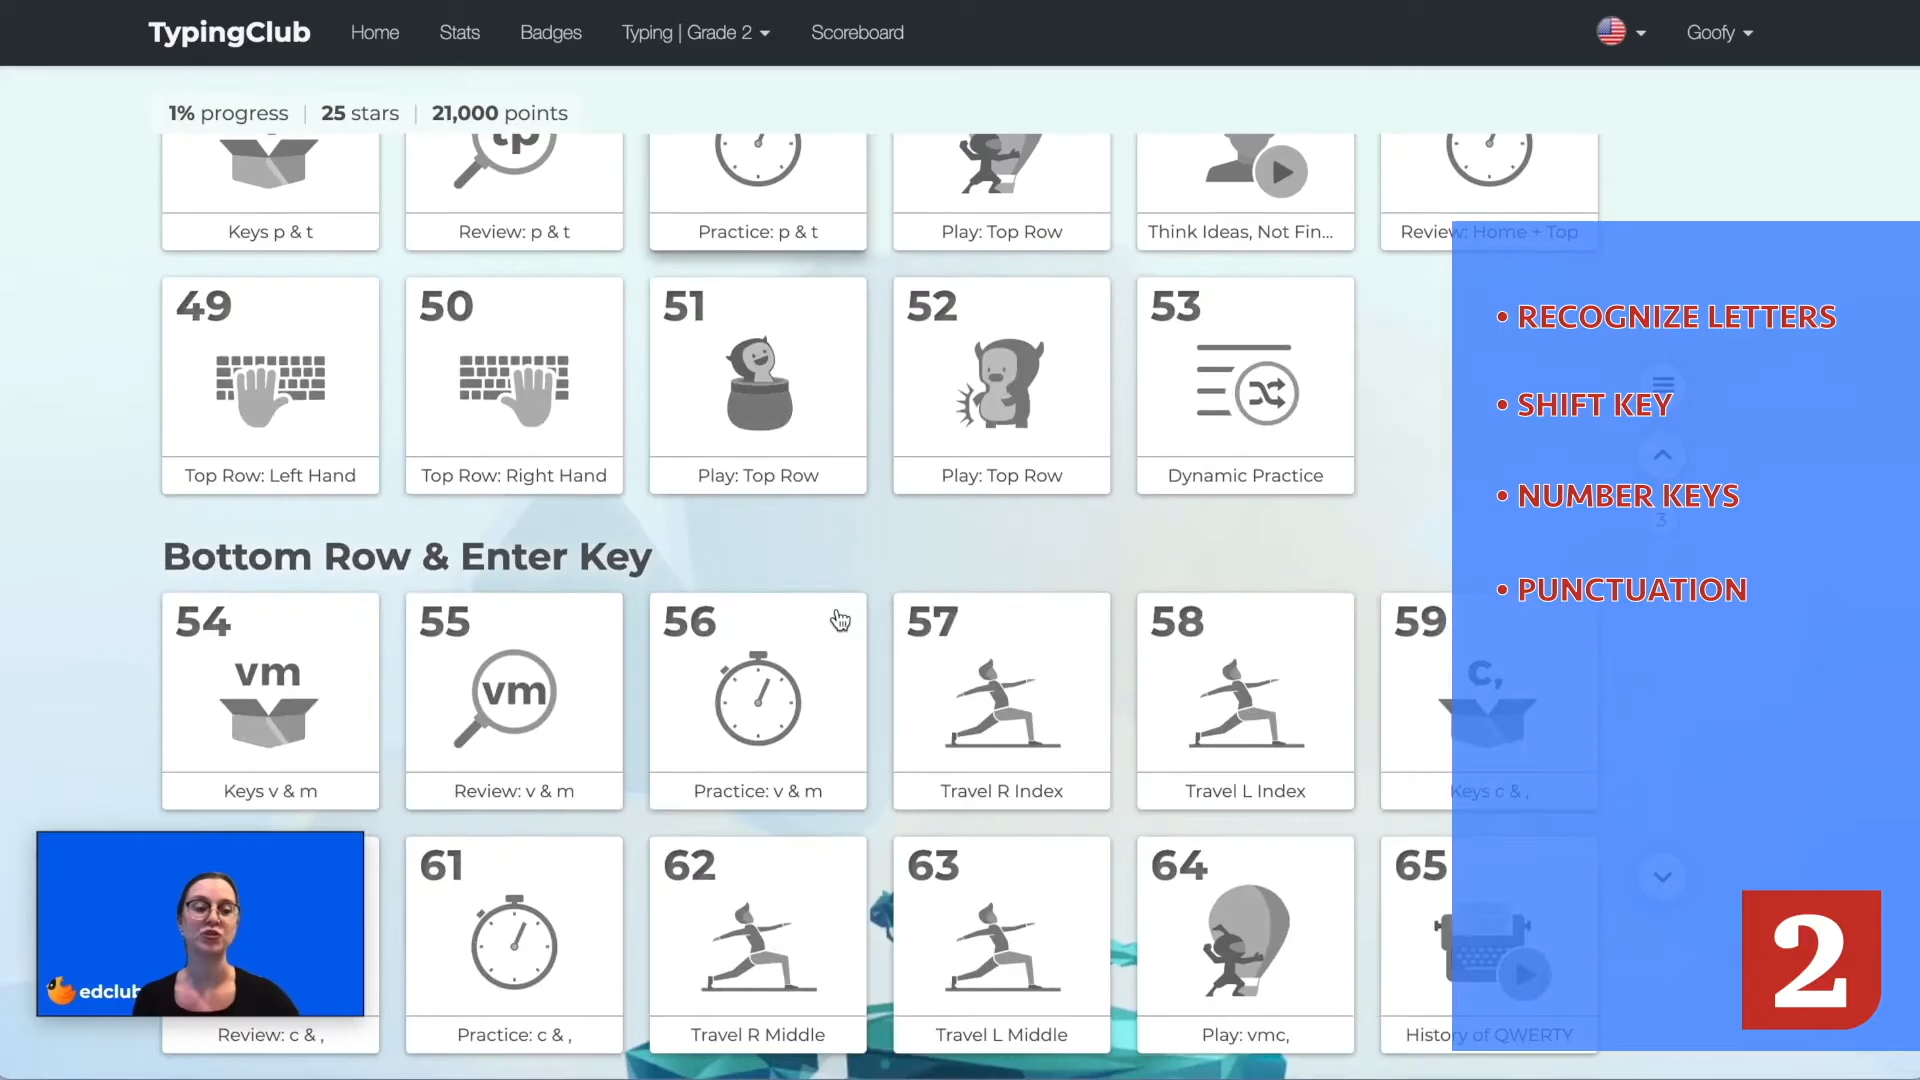 TypingClub
Home
Stats
Badges
Typing | Grade 2
Scoreboard
Goofy
1% progress | 25 stars | 21,000 points
tp
Keys p & t
Review: p & t
Practice: p & t
Play: Top Row
Think Ideas, Not Fin...
Review: Home + Top
49
50
51
52
53
Top Row: Left Hand
Top Row: Right Hand
Play: Top Row
Play: Top Row
Dynamic Practice
• RECOGNIZE LETTERS
• SHIFT KEY
• NUMBER KEYS
3
• PUNCTUATION
Bottom Row & Enter Key
54
55
56
57
58
59
vm
vm
c,
Keys v & m
Review: v & m
Practice: v & m
Travel R Index
Travel L Index
Keys c & ,
61
62
63
64
65
edclub
2
Review: c & ,
Practice: c & ,
Travel R Middle
Travel L Middle
Play: vmc,
History of QWERTY